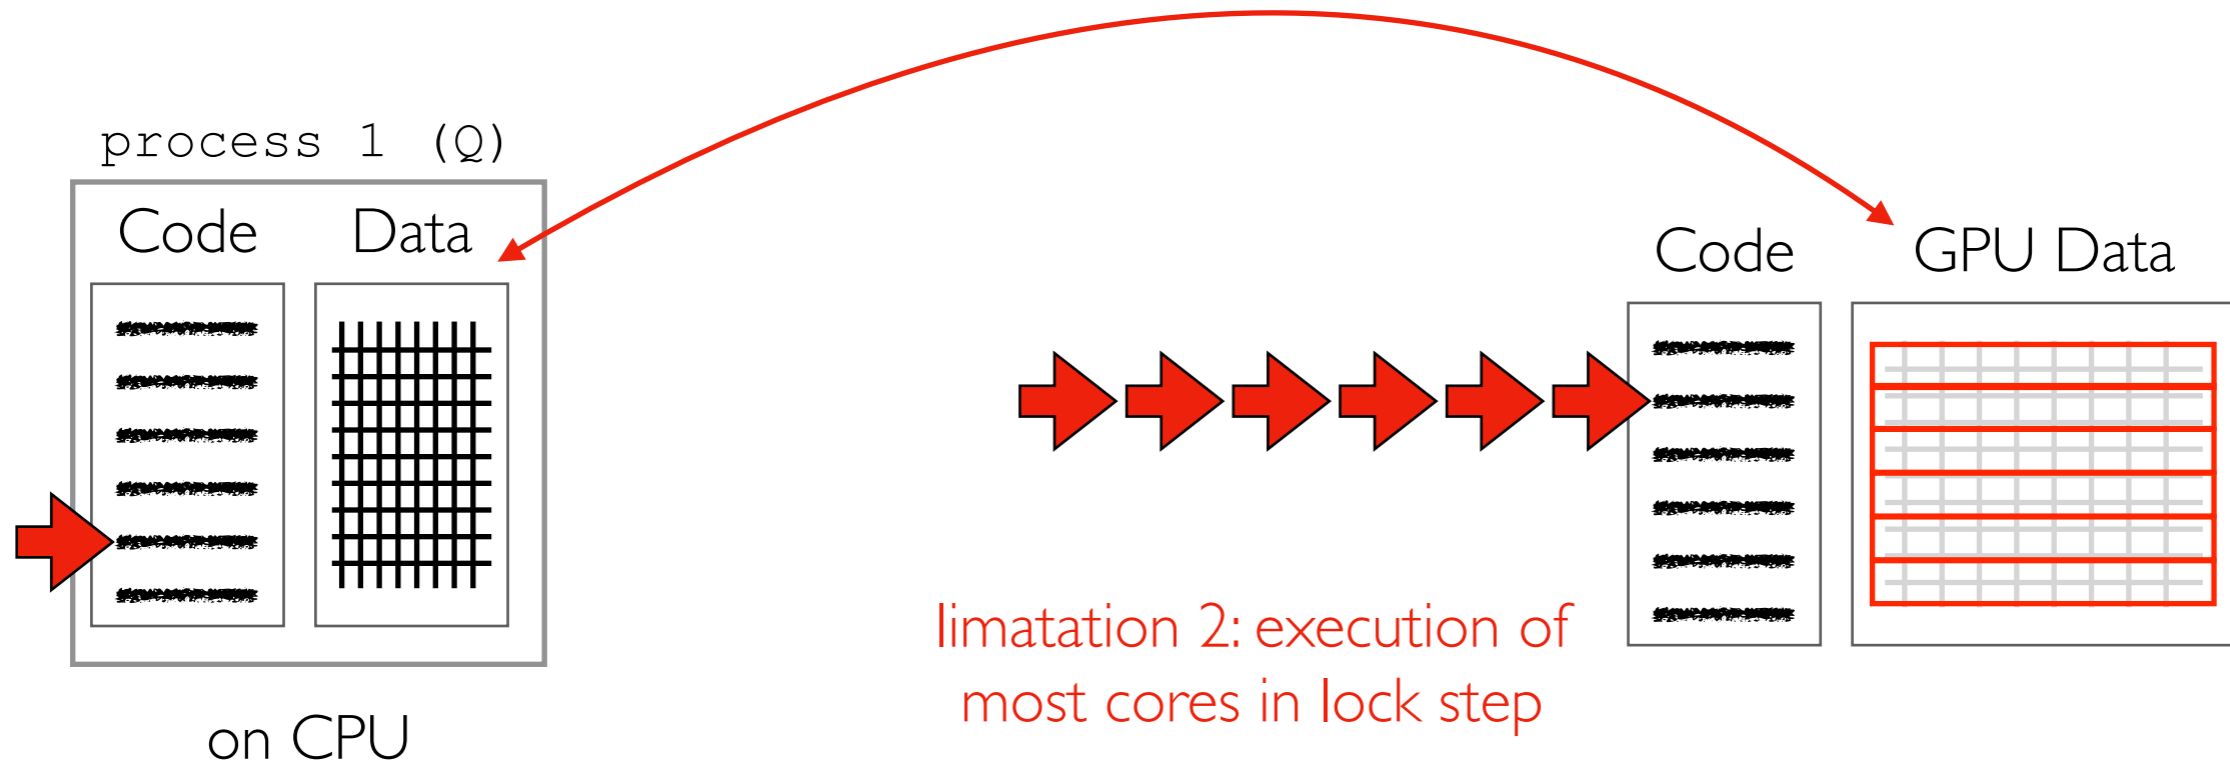 process 1 (Q)
Code Data
Code GPU Data
limatation 2: execution of
most cores in lock step
on CPU